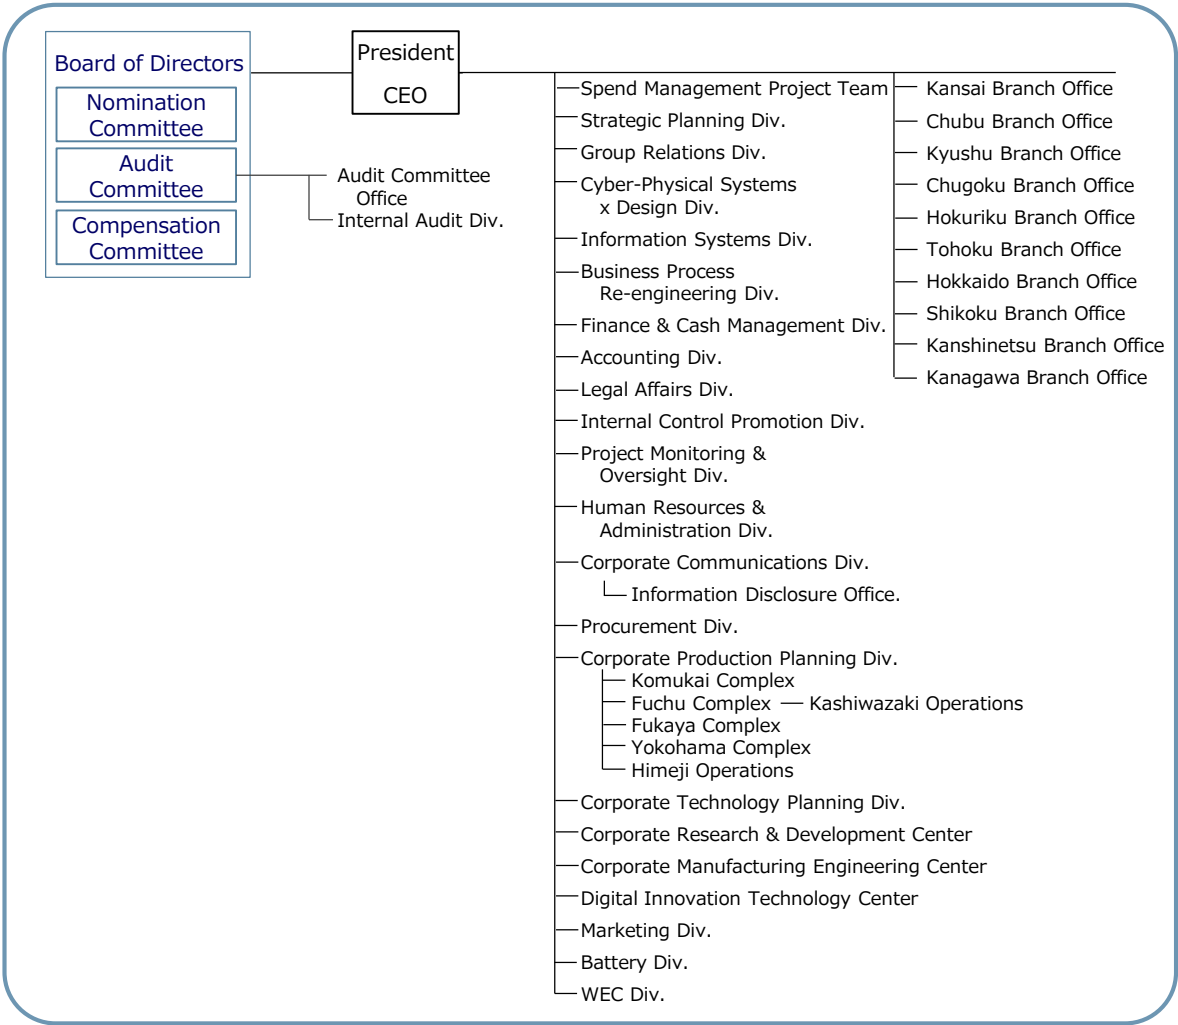 Board of Directors
Nomination
Committee
Audit
Committee
Compensation
Committee
President
CEO
Audit Committee
Office
Internal Audit Div.
Spend Management Project Team
Strategic Planning Div.
Group Relations Div.
Cyber-Physical Systems
x Design Div.
Information Systems Div.
Business Process
Re-engineering Div.
Finance & Cash Management Div.
Accounting Div.
Legal Affairs Div.
Internal Control Promotion Div.
Project Monitoring &
Oversight Div.
Human Resources &
Administration Div.
Corporate Communications Div.
Information Disclosure Office.
Procurement Div.
Corporate Production Planning Div.
Komukai Complex
Fuchu Complex — Kashiwazaki Operations
Fukaya Complex
Yokohama Complex
Himeji Operations
Corporate Technology Planning Div.
Corporate Research & Development Center
Corporate Manufacturing Engineering Center
Digital Innovation Technology Center
Marketing Div.
Battery Div.
WEC Div.
Kansai Branch Office
Chubu Branch Office
Kyushu Branch Office
Chugoku Branch Office
Hokuriku Branch Office
Tohoku Branch Office
Hokkaido Branch Office
Shikoku Branch Office
Kanshinetsu Branch Office
Kanagawa Branch Office